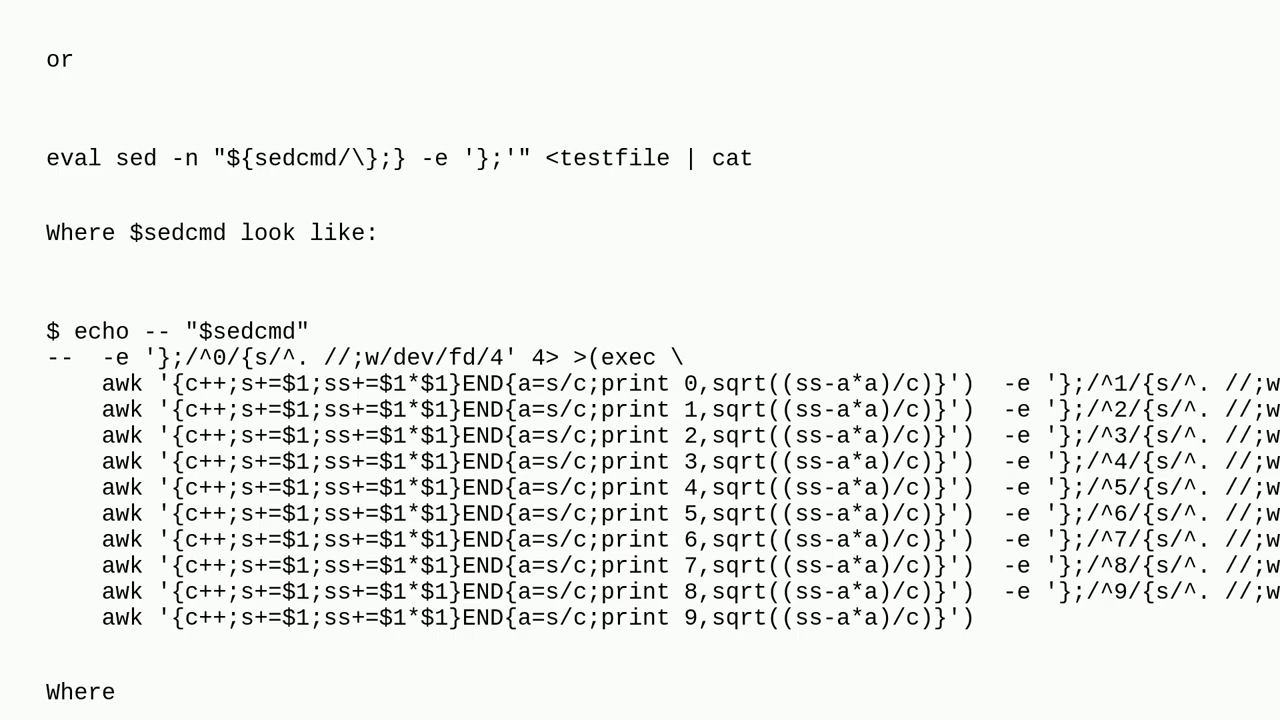 or
eval sed -n "${sedcmd/\};} -e '};'" <testfile | cat
Where $sedcmd look like:
$ echo -- "$sedcmd"
--  -e '};/^0/{s/^. //;w/dev/fd/4' 4> >(exec \
    awk '{c++;s+=$1;ss+=$1*$1}END{a=s/c;print 0,sqrt((ss-a*a)/c)}')  -e '};/^1/{s/^. //;w
    awk '{c++;s+=$1;ss+=$1*$1}END{a=s/c;print 1,sqrt((ss-a*a)/c)}')  -e '};/^2/{s/^. //;w
    awk '{c++;s+=$1;ss+=$1*$1}END{a=s/c;print 2,sqrt((ss-a*a)/c)}')  -e '};/^3/{s/^. //;w
    awk '{c++;s+=$1;ss+=$1*$1}END{a=s/c;print 3,sqrt((ss-a*a)/c)}')  -e '};/^4/{s/^. //;w
    awk '{c++;s+=$1;ss+=$1*$1}END{a=s/c;print 4,sqrt((ss-a*a)/c)}')  -e '};/^5/{s/^. //;w
    awk '{c++;s+=$1;ss+=$1*$1}END{a=s/c;print 5,sqrt((ss-a*a)/c)}')  -e '};/^6/{s/^. //;w
    awk '{c++;s+=$1;ss+=$1*$1}END{a=s/c;print 6,sqrt((ss-a*a)/c)}')  -e '};/^7/{s/^. //;w
    awk '{c++;s+=$1;ss+=$1*$1}END{a=s/c;print 7,sqrt((ss-a*a)/c)}')  -e '};/^8/{s/^. //;w
    awk '{c++;s+=$1;ss+=$1*$1}END{a=s/c;print 8,sqrt((ss-a*a)/c)}')  -e '};/^9/{s/^. //;w
    awk '{c++;s+=$1;ss+=$1*$1}END{a=s/c;print 9,sqrt((ss-a*a)/c)}')
Where